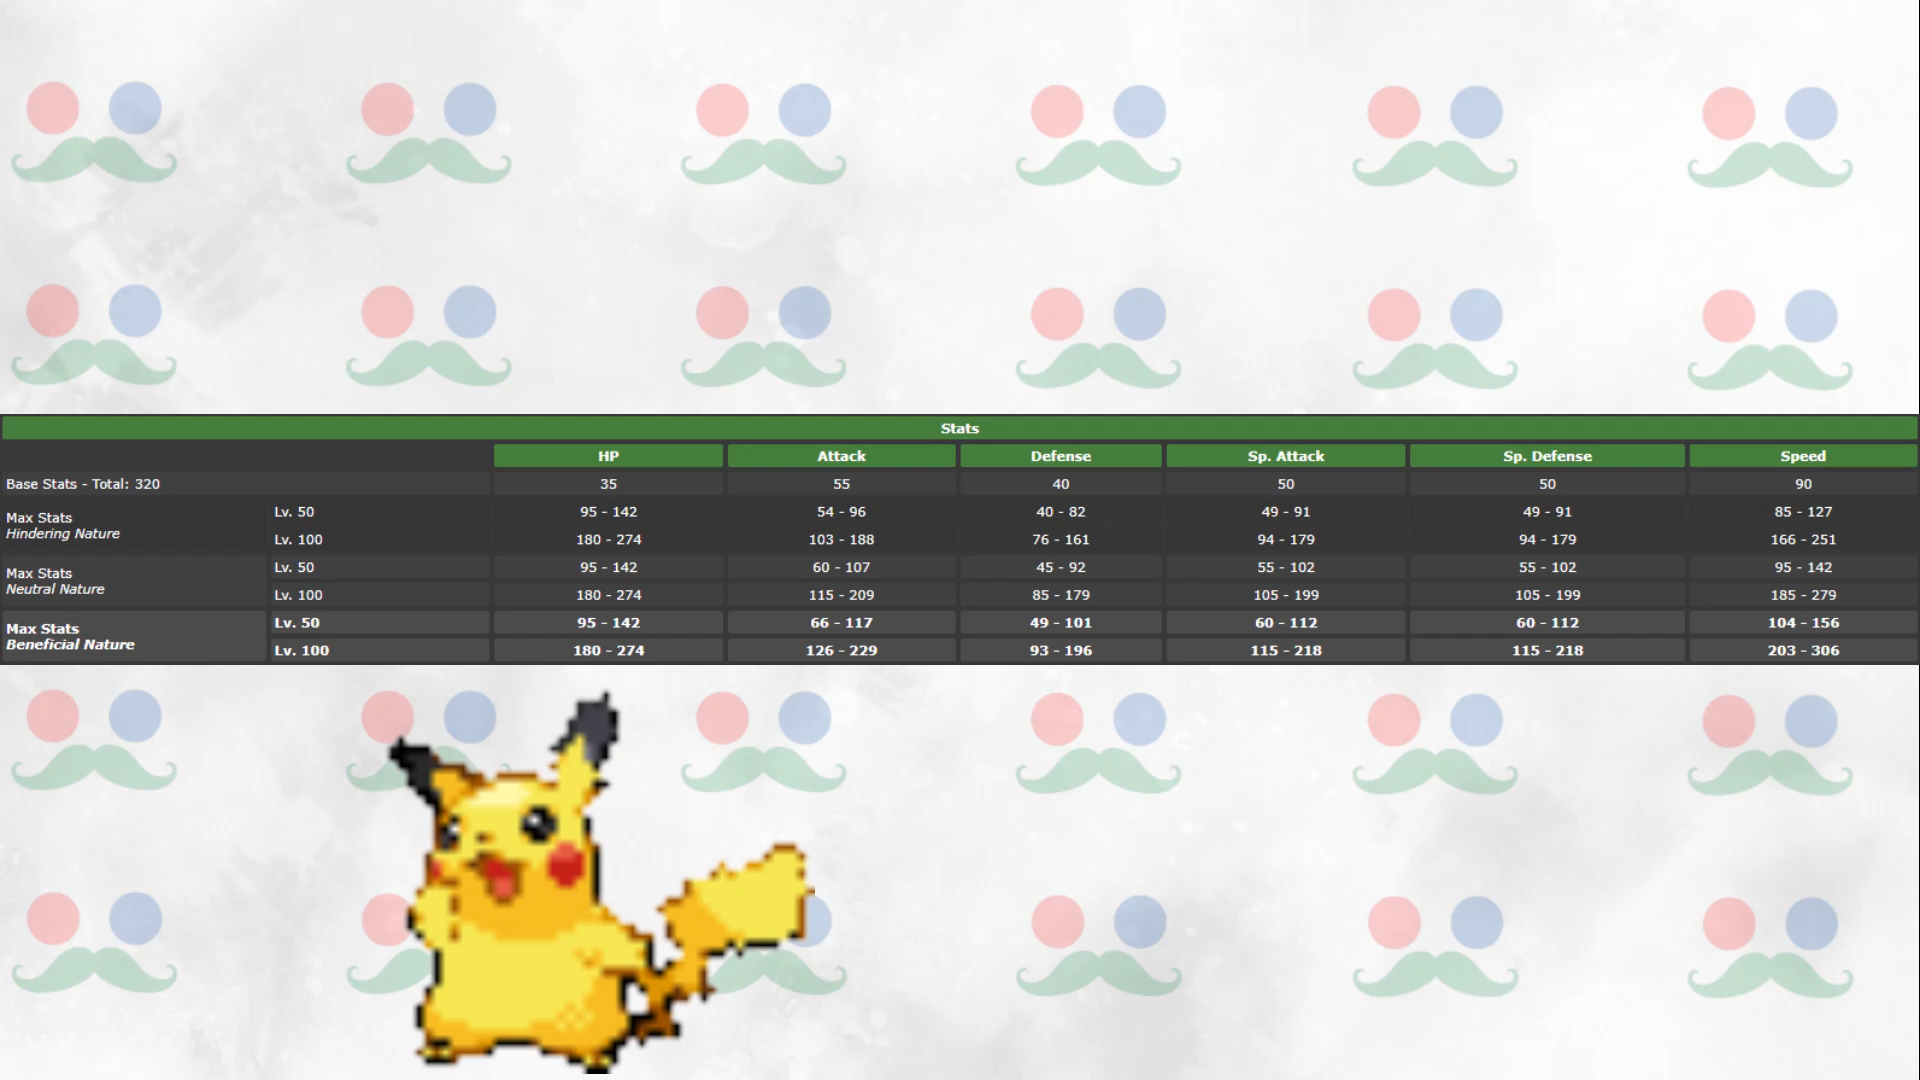 Stats
HP Attack Defense Sp. Attack Sp. Defense Speed
Base Stats - Total: 320 35 55 40 50 50 90
Max Stats
Hindering Nature
Lv. 50 95 - 142 54 - 96 40 - 82 49 - 91 49 - 91 85 - 127
Lv. 100 180 - 274 103 - 188 76 - 161 94 - 179 94 - 179 166 - 251
Max Stats
Neutral Nature
Lv. 50 95 - 142 60 - 107 45 - 92 55 - 102 55 - 102 95 - 142
Lv. 100 180 - 274 115 - 209 85 - 179 105 - 199 105 - 199 185 - 279
Max Stats
Beneficial Nature
Lv. 50 95 - 142 66 - 117 49 - 101 60 - 112 60 - 112 104 - 156
Lv. 100 180 - 274 126 - 229 93 - 196 115 - 218 115 - 218 203 - 306